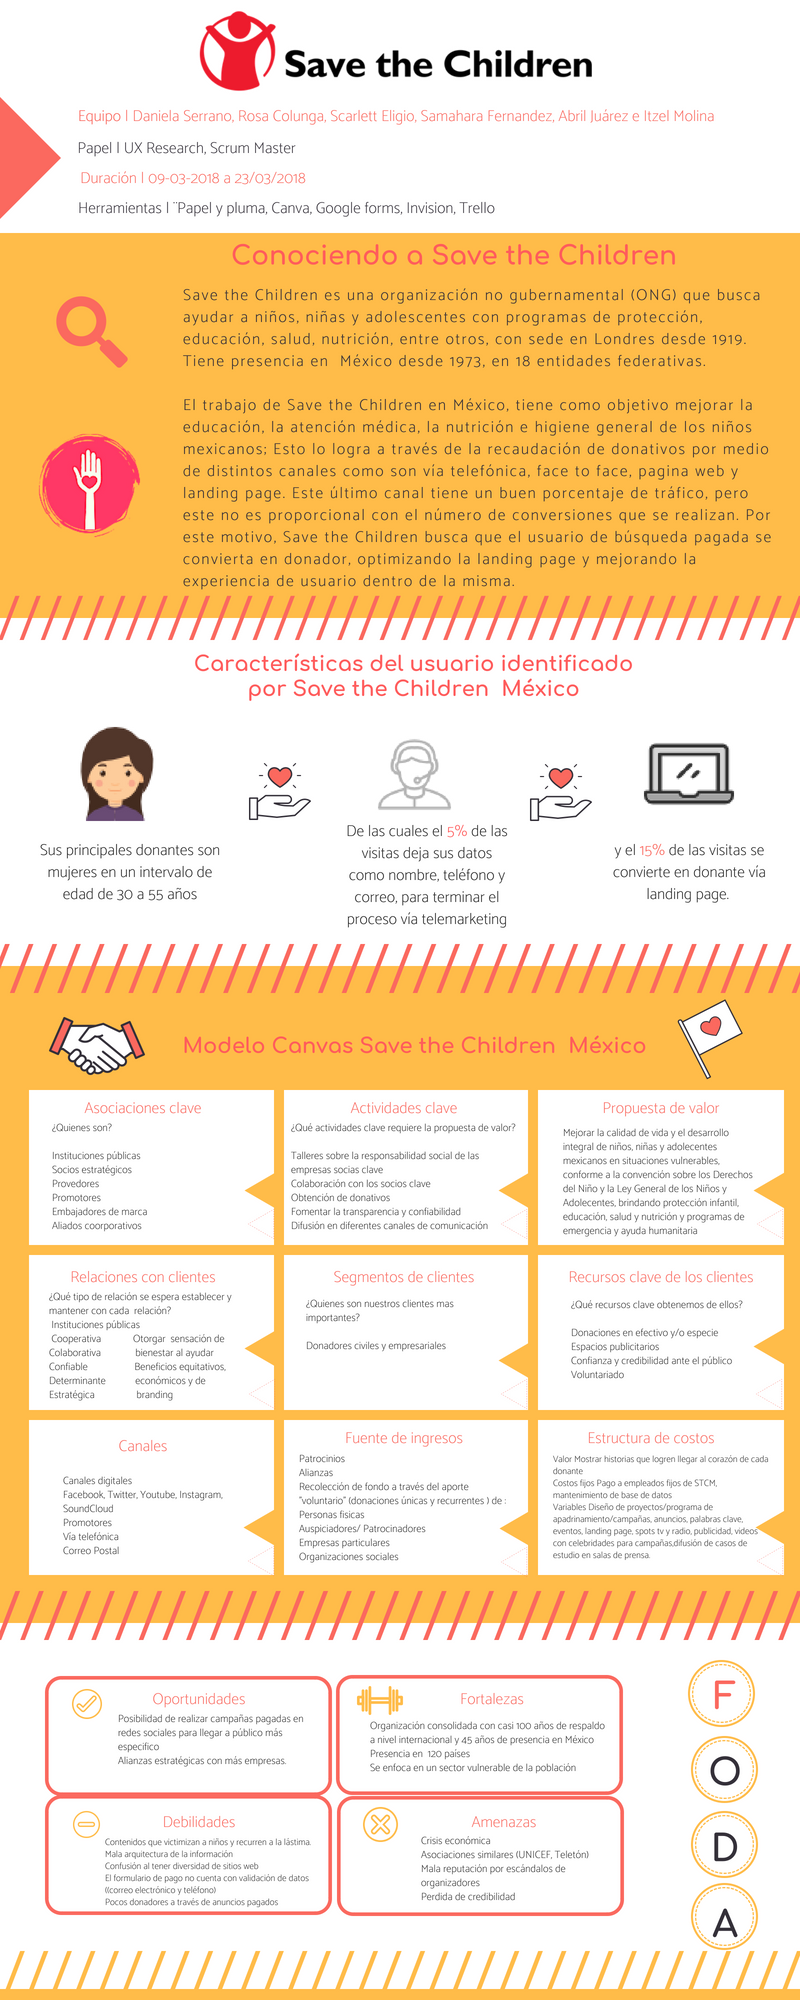 Save the Children
Equipo | Daniela Serrano, Rosa Colunga, Scarlett Eligio, Samahara Fernandez, Abril Juárez e Itzel Molina
Papel | UX Research, Scrum Master
Duración | 09-03-2018 a 23/03/2018
Herramientas | ¨Papel y pluma, Canva, Google forms, Invision, Trello
Conociendo a Save the Children
Save the Children es una organización no gubernamental (ONG) que busca
ayudar a niños, niñas y adolescentes con programas de protección,
educación, salud, nutrición, entre otros, con sede en Londres desde 1919.
Tiene presencia en México desde 1973, en 18 entidades federativas.
El trabajo de Save the Children en México, tiene como objetivo mejorar la
educación, la atención médica, la nutrición e higiene general de los niños
mexicanos; Esto lo logra a través de la recaudación de donativos por medio
de distintos canales como son vía telefónica, face to face, pagina web y
landing page. Este último canal tiene un buen porcentaje de tráfico, pero
este no es proporcional con el número de conversiones que se realizan. Por
este motivo, Save the Children busca que el usuario de búsqueda pagada se
convierta en donador, optimizando la landing page y mejorando la
experiencia de usuario dentro de la misma.
Características del usuario identificado
por Save the Children México
Sus principales donantes son
mujeres en un intervalo de
edad de 30 a 55 años
De las cuales el 5% de las
visitas deja sus datos
como nombre, teléfono y
correo, para terminar el
proceso vía telemarketing
y el 15% de las visitas se
convierte en donante vía
landing page.
Modelo Canvas Save the Children México
Asociaciones clave
¿Quienes son?
Instituciones públicas
Socios estratégicos
Provedores
Promotores
Embajadores de marca
Aliados coorporativos
Actividades clave
¿Qué actividades clave requiere la propuesta de valor?
Talleres sobre la responsabilidad social de las
empresas socias clave
Colaboración con los socios clave
Obtención de donativos
Fomentar la transparencia y confiabilidad
Difusión en diferentes canales de comunicación
Propuesta de valor
Mejorar la calidad de vida y el desarrollo
integral de niños, niñas y adolecentes
mexicanos en situaciones vulnerables,
conforme a la convención sobre los Derechos
del Niño y la Ley General de los Niños y
Adolecentes, brindando protección infantil,
educación, salud y nutrición y programas de
emergencia y ayuda humanitaria
Relaciones con clientes
¿Qué tipo de relación se espera establecer y
mantener con cada relación?
Instituciones públicas
Cooperativa Otorgar sensación de
Colaborativa bienestar al ayudar
Confiable Beneficios equitativos,
Determinante económicos y de
Estratégica branding
Segmentos de clientes
¿Quienes son nuestros clientes mas
importantes?
Donadores civiles y empresariales
Recursos clave de los clientes
¿Qué recursos clave obtenemos de ellos?
Donaciones en efectivo y/o especie
Espacios publicitarios
Confianza y credibilidad ante el público
Voluntariado
Canales
Canales digitales
Facebook, Twitter, Youtube, Instagram,
SoundCloud
Promotores
Vía telefónica
Correo Postal
Fuente de ingresos
Patrocinios
Alianzas
Recolección de fondo a través del aporte
"voluntario" (donaciones únicas y recurrentes ) de :
Personas fisicas
Auspiciadores/ Patrocinadores
Empresas particulares
Organizaciones sociales
Estructura de costos
Valor Mostrar historias que logren llegar al corazón de cada
donante
Costos fijos Pago a empleados fijos de STCM,
mantenimiento de base de datos
Variables Diseño de proyectos/programa de
apadrinamiento/campañas, anuncios, palabras clave,
eventos, landing page, spots tv y radio, publicidad, videos
con celebridades para campañas,difusión de casos de
estudio en salas de prensa.
Oportunidades
Posibilidad de realizar campañas pagadas en
redes sociales para llegar a público más
especifico
Alianzas estratégicas con más empresas.
Fortalezas
Organización consolidada con casi 100 años de respaldo
a nivel internacional y 45 años de presencia en México
Presencia en 120 países
Se enfoca en un sector vulnerable de la población
Debilidades
Contenidos que victimizan a niños y recurren a la lástima.
Mala arquitectura de la información
Confusión al tener diversidad de sitios web
El formulario de pago no cuenta con validación de datos
((correo electrónico y teléfono)
Pocos donadores a través de anuncios pagados
Amenazas
Crisis económica
Asociaciones similares (UNICEF, Teletón)
Mala reputación por escándalos de
organizadores
Perdida de credibilidad
F
O
D
A